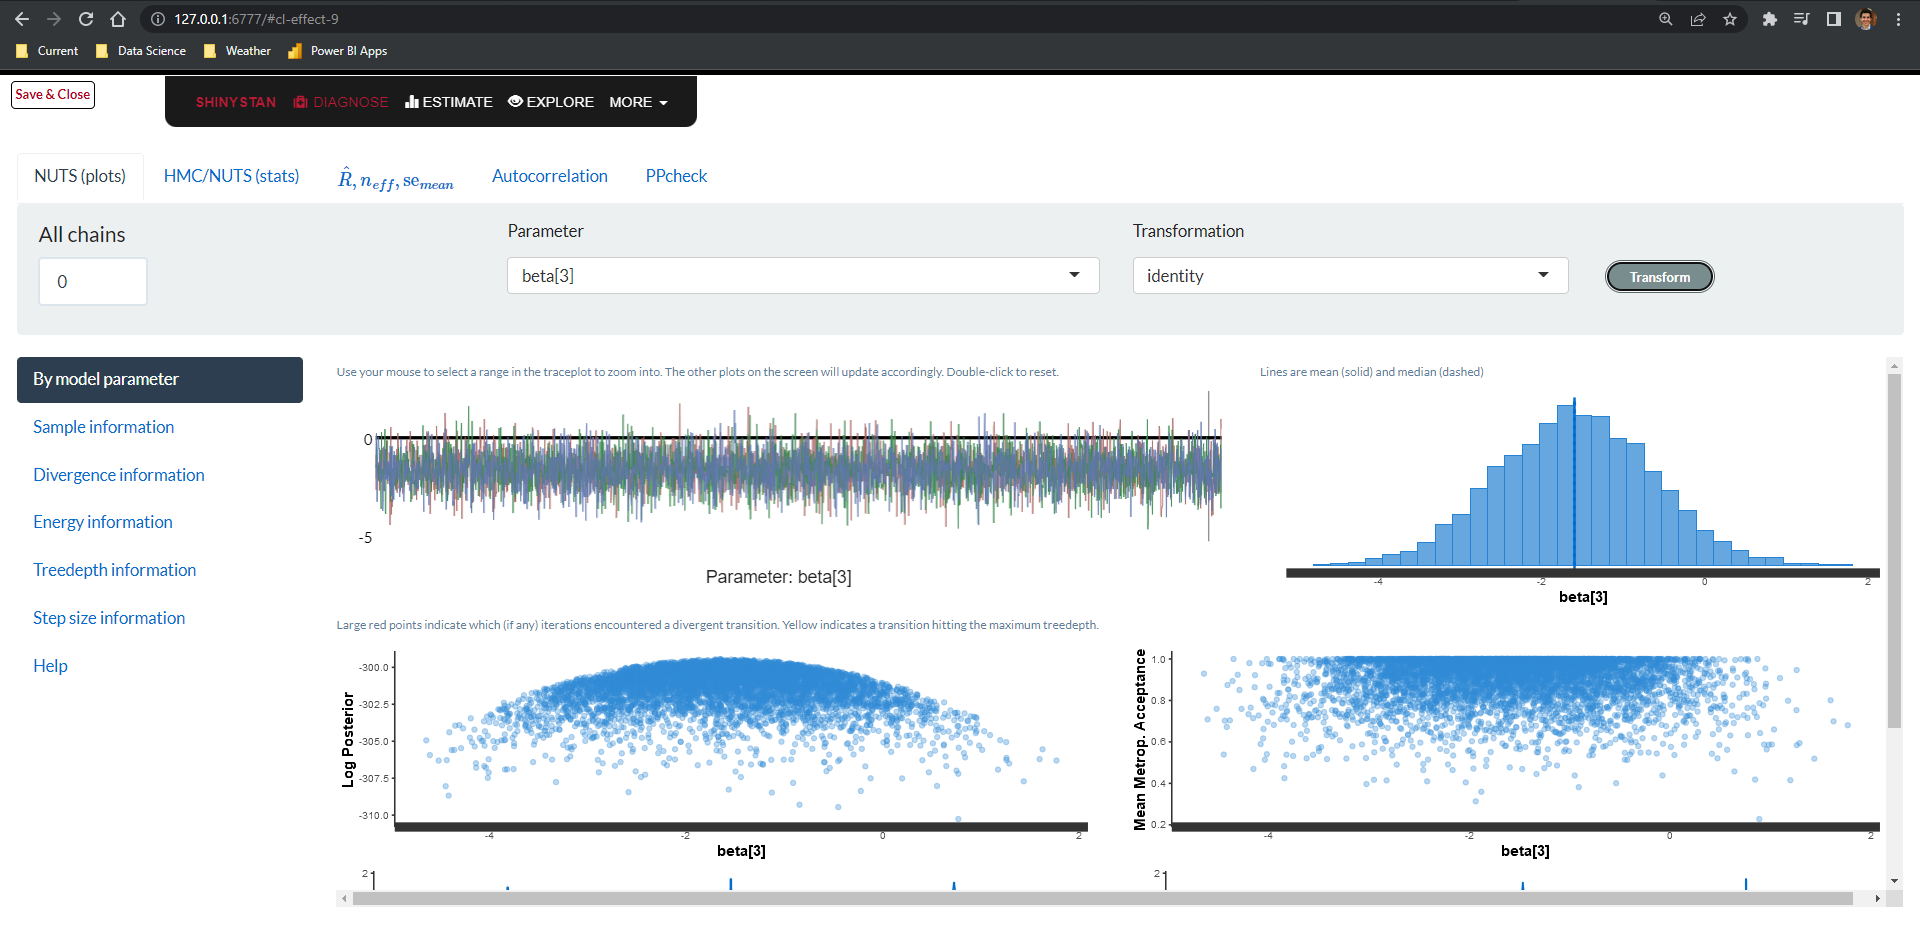 127.0.0.1:6777/#cl-effect-9
Current Data Science Weather Power BI Apps
Save & Close
SHINYSTAN DIAGNOSE ESTIMATE EXPLORE MORE
NUTS (plots) HMC/NUTS (stats) R̂, n_eff, se_mean Autocorrelation PPcheck
All chains Parameter Transformation
0 beta[3] identity Transform
By model parameter
Sample information
Divergence information
Energy information
Treedepth information
Step size information
Help
Use your mouse to select a range in the traceplot to zoom into. The other plots on the screen will update accordingly. Double-click to reset.
0
-5
Parameter: beta[3]
Lines are mean (solid) and median (dashed)
-4 -2 0 2
beta[3]
Large red points indicate which (if any) iterations encountered a divergent transition. Yellow indicates a transition hitting the maximum treedepth.
Log Posterior
-300.0
-302.5
-305.0
-307.5
-310.0
-4 -2 0 2
beta[3]
Mean Metrop. Acceptance
1.0
0.8
0.6
0.4
0.2
-4 -2 0 2
beta[3]
2
2